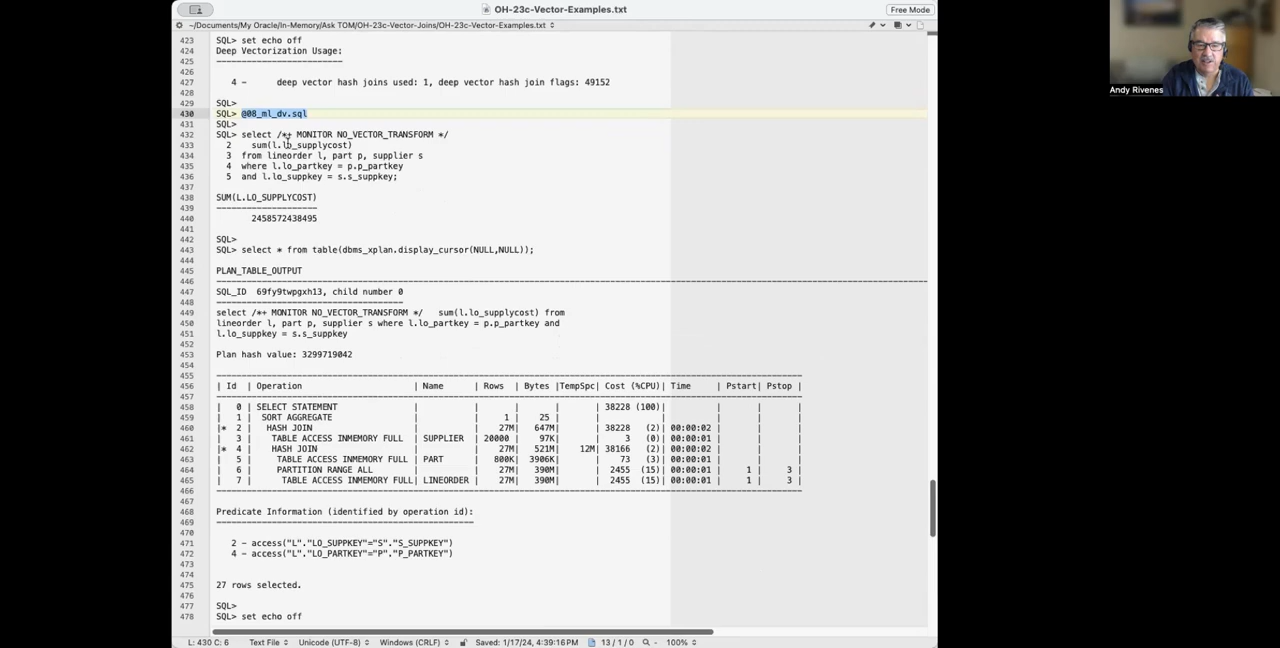 OH-23c-Vector-Examples.txt
Free Mode
~/Documents/My Oracle/In-Memory/Ask TOM/OH-23c-Vector-Joins/OH-23c-Vector-Examples.txt
423 SQL> set echo off
424 Deep Vectorization Usage:
425 -------------------------
426
427    4 -      deep vector hash joins used: 1, deep vector hash join flags: 49152
428
429 SQL>
430 SQL> @08_ml_dv.sql
431 SQL>
432 SQL> select /*+ MONITOR NO_VECTOR_TRANSFORM */
433   2    sum(l.lo_supplycost)
434   3  from lineorder l, part p, supplier s
435   4  where l.lo_partkey = p.p_partkey
436   5  and l.lo_suppkey = s.s_suppkey;
437
438 SUM(L.LO_SUPPLYCOST)
439 --------------------
440        2458572438495
441
442 SQL>
443 SQL> select * from table(dbms_xplan.display_cursor(NULL,NULL));
444
445 PLAN_TABLE_OUTPUT
446 ------------------------------------------------------------
447 SQL_ID  69fy9twpgxh13, child number 0
448 -------------------------------------
449 select /*+ MONITOR NO_VECTOR_TRANSFORM */   sum(l.lo_supplycost) from
450 lineorder l, part p, supplier s where l.lo_partkey = p.p_partkey and
451 l.lo_suppkey = s.s_suppkey
452
453 Plan hash value: 3299719042
454
455 ------------------------------------------------------------
456 | Id  | Operation                     | Name      | Rows  | Bytes |TempSpc| Cost (%CPU)| Time     | Pstart| Pstop |
457 ------------------------------------------------------------
458 |   0 | SELECT STATEMENT              |           |       |       |       | 38228 (100)|          |       |       |
459 |   1 |  SORT AGGREGATE               |           |     1 |    25 |       |            |          |       |       |
460 |*  2 |   HASH JOIN                   |           |    27M|   647M|       | 38228   (2)| 00:00:02 |       |       |
461 |   3 |    TABLE ACCESS INMEMORY FULL | SUPPLIER  | 20000 |    97K|       |     3   (0)| 00:00:01 |       |       |
462 |*  4 |    HASH JOIN                  |           |    27M|   521M|    12M| 38166   (2)| 00:00:02 |       |       |
463 |   5 |     TABLE ACCESS INMEMORY FULL | PART      |   800K|  3906K|       |    73   (3)| 00:00:01 |       |       |
464 |   6 |     PARTITION RANGE ALL       |           |    27M|   390M|       |  2455  (15)| 00:00:01 |     1 |     3 |
465 |   7 |      TABLE ACCESS INMEMORY FULL| LINEORDER |    27M|   390M|       |  2455  (15)| 00:00:01 |     1 |     3 |
466 ------------------------------------------------------------
467
468 Predicate Information (identified by operation id):
469 ---------------------------------------------------
470
471    2 - access("L"."LO_SUPPKEY"="S"."S_SUPPKEY")
472    4 - access("L"."LO_PARTKEY"="P"."P_PARTKEY")
473
474
475 27 rows selected.
476
477 SQL>
478 SQL> set echo off
L: 430 C: 6 Text File Unicode (UTF-8) Windows (CRLF) Saved: 1/17/24, 4:39:16 PM 13 / 1 / 0 100%
Andy Rivenes